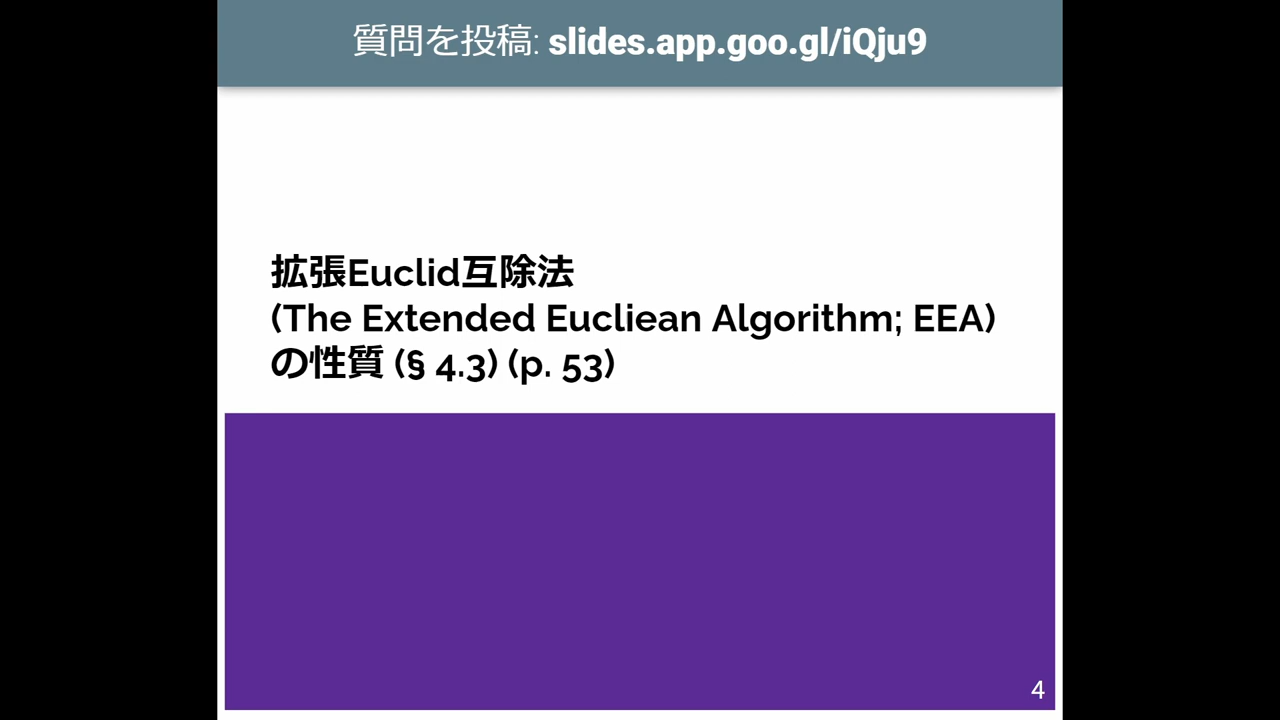 質問を投稿: slides.app.goo.gl/iQju9
拡張Euclid互除法
(The Extended Eucliean Algorithm; EEA)
の性質 (§ 4.3) (p. 53)
4